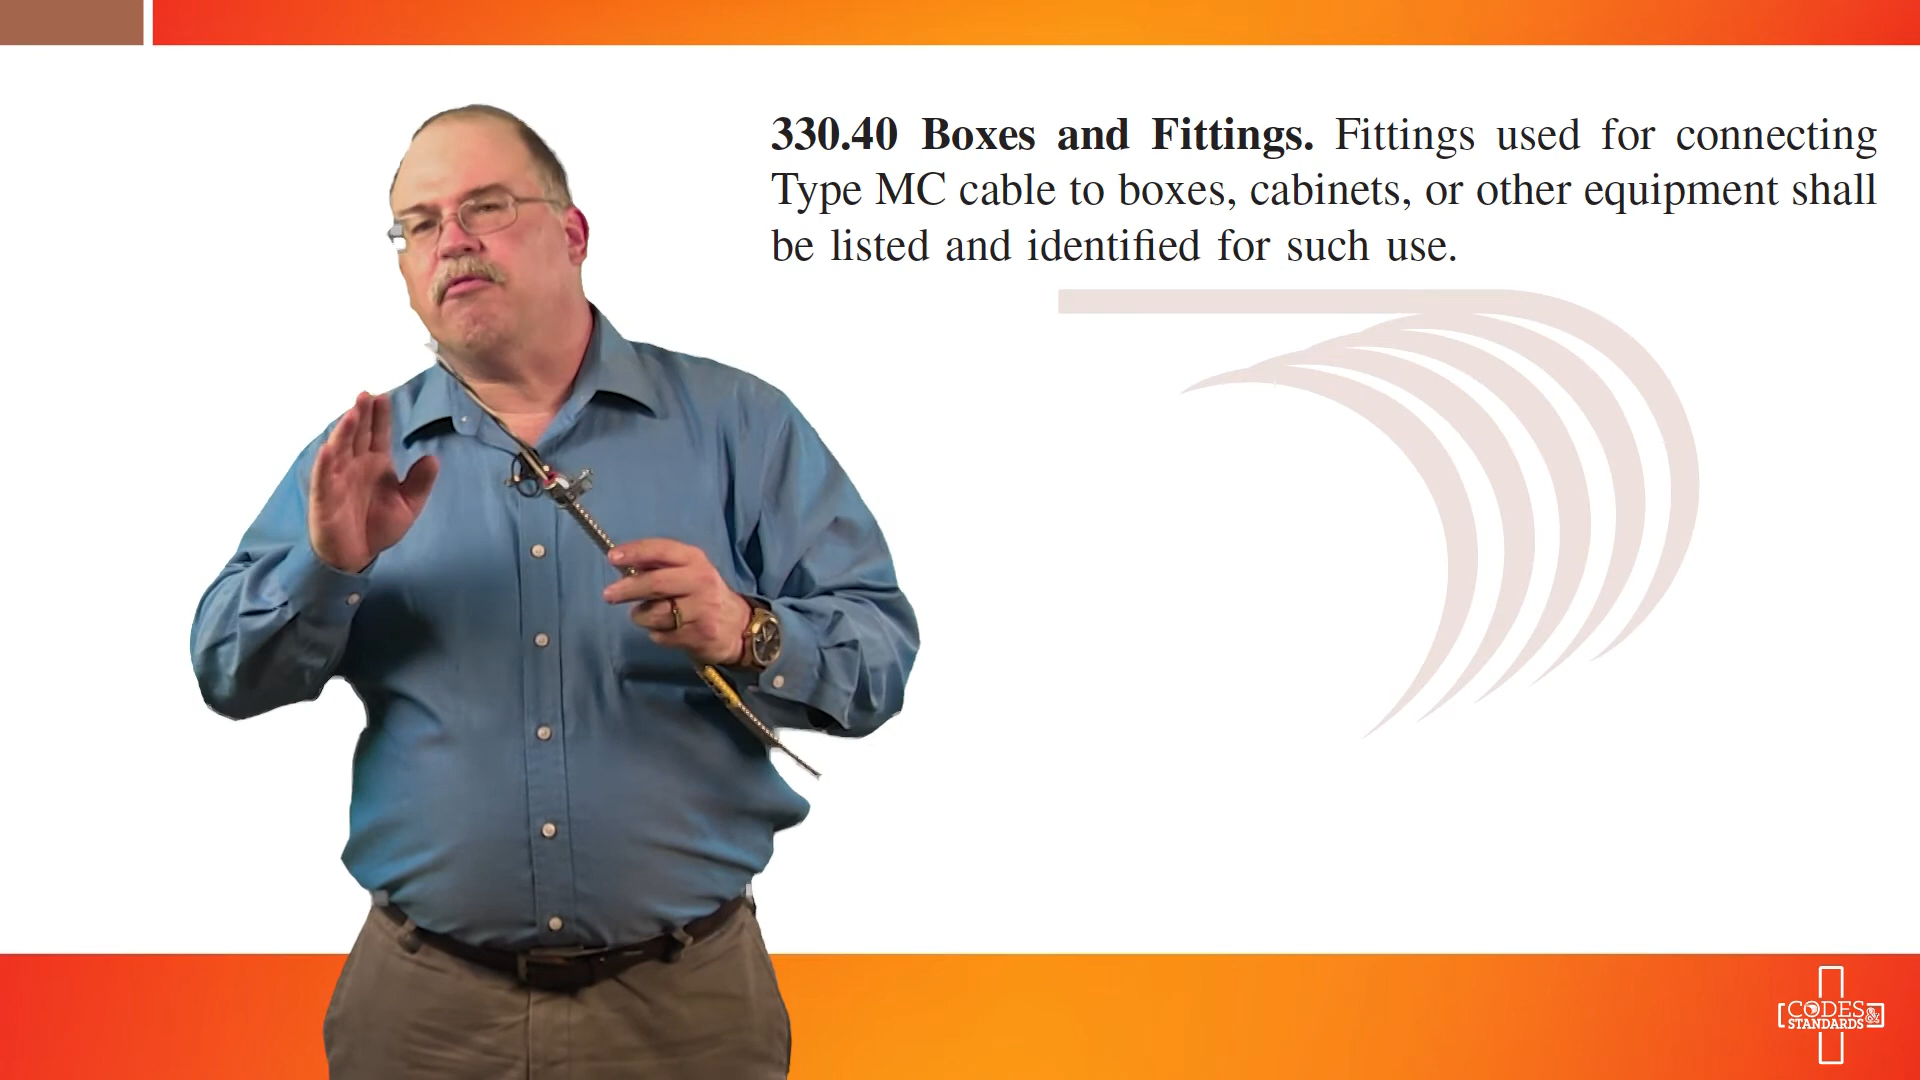 330.40 Boxes and Fittings. Fittings used for connecting
Type MC cable to boxes, cabinets, or other equipment shall
be listed and identified for such use.
CODES&
STANDARDS